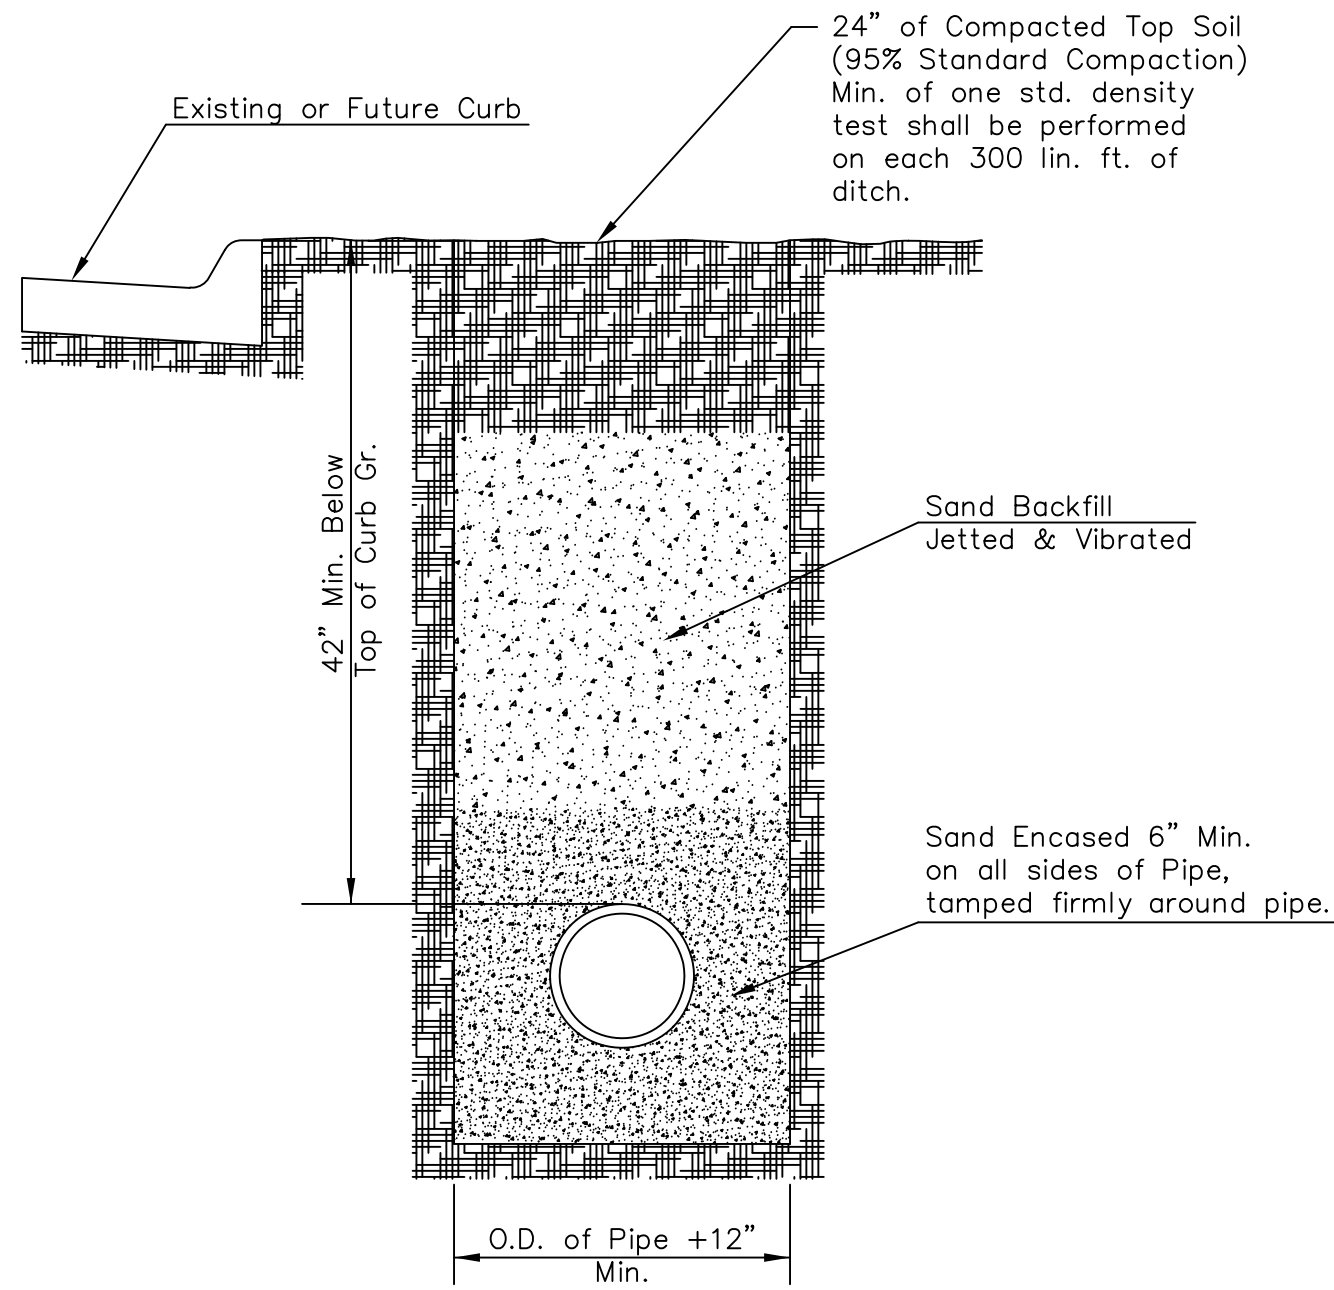 24” of Compacted Top Soil
(95% Standard Compaction)
Min. of one std. density
test shall be performed
on each 300 lin. ft. of
ditch.
Existing or Future Curb
42” Min. Below
Top of Curb Gr.
Sand Backfill
Jetted & Vibrated
Sand Encased 6” Min.
on all sides of Pipe,
tamped firmly around pipe.
O.D. of Pipe +12”
Min.